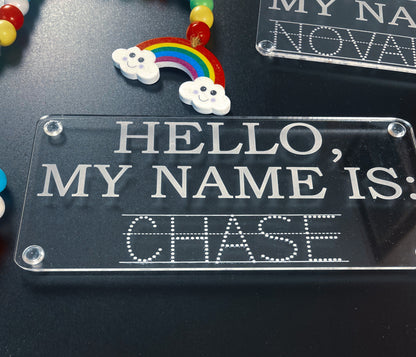 MY NA
NOVA
HELLO,
MY NAME IS:
CHASE